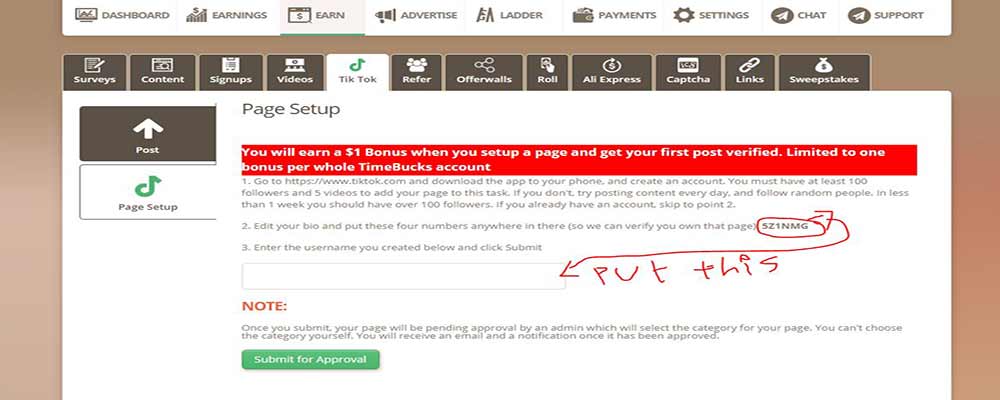 DASHBOARD EARNINGS EARN ADVERTISE LADDER PAYMENTS SETTINGS CHAT SUPPORT
Surveys Content Signups Videos Tik Tok Refer Offerwalls Roll Ali Express Captcha Links Sweepstakes
Page Setup
Post
Page Setup
You will earn a $1 Bonus when you setup a page and get your first post verified. Limited to one
bonus per whole TimeBucks account
1. Go to https://www.tiktok.com and download the app to your phone, and create an account. You must have at least 100
followers and 5 videos to add your page to this task. If you don't, try posting content every day, and follow random people. In less
than 1 week you should have over 100 followers. If you already have an account, skip to point 2.
2. Edit your bio and put these four numbers anywhere in there (so we can verify you own that page) SZ1NMG
3. Enter the username you created below and click Submit
put this
NOTE:
Once you submit, your page will be pending approval by an admin which will select the category for your page. You can't choose
the category yourself. You will receive an email and a notification once it has been approved.
Submit for Approval